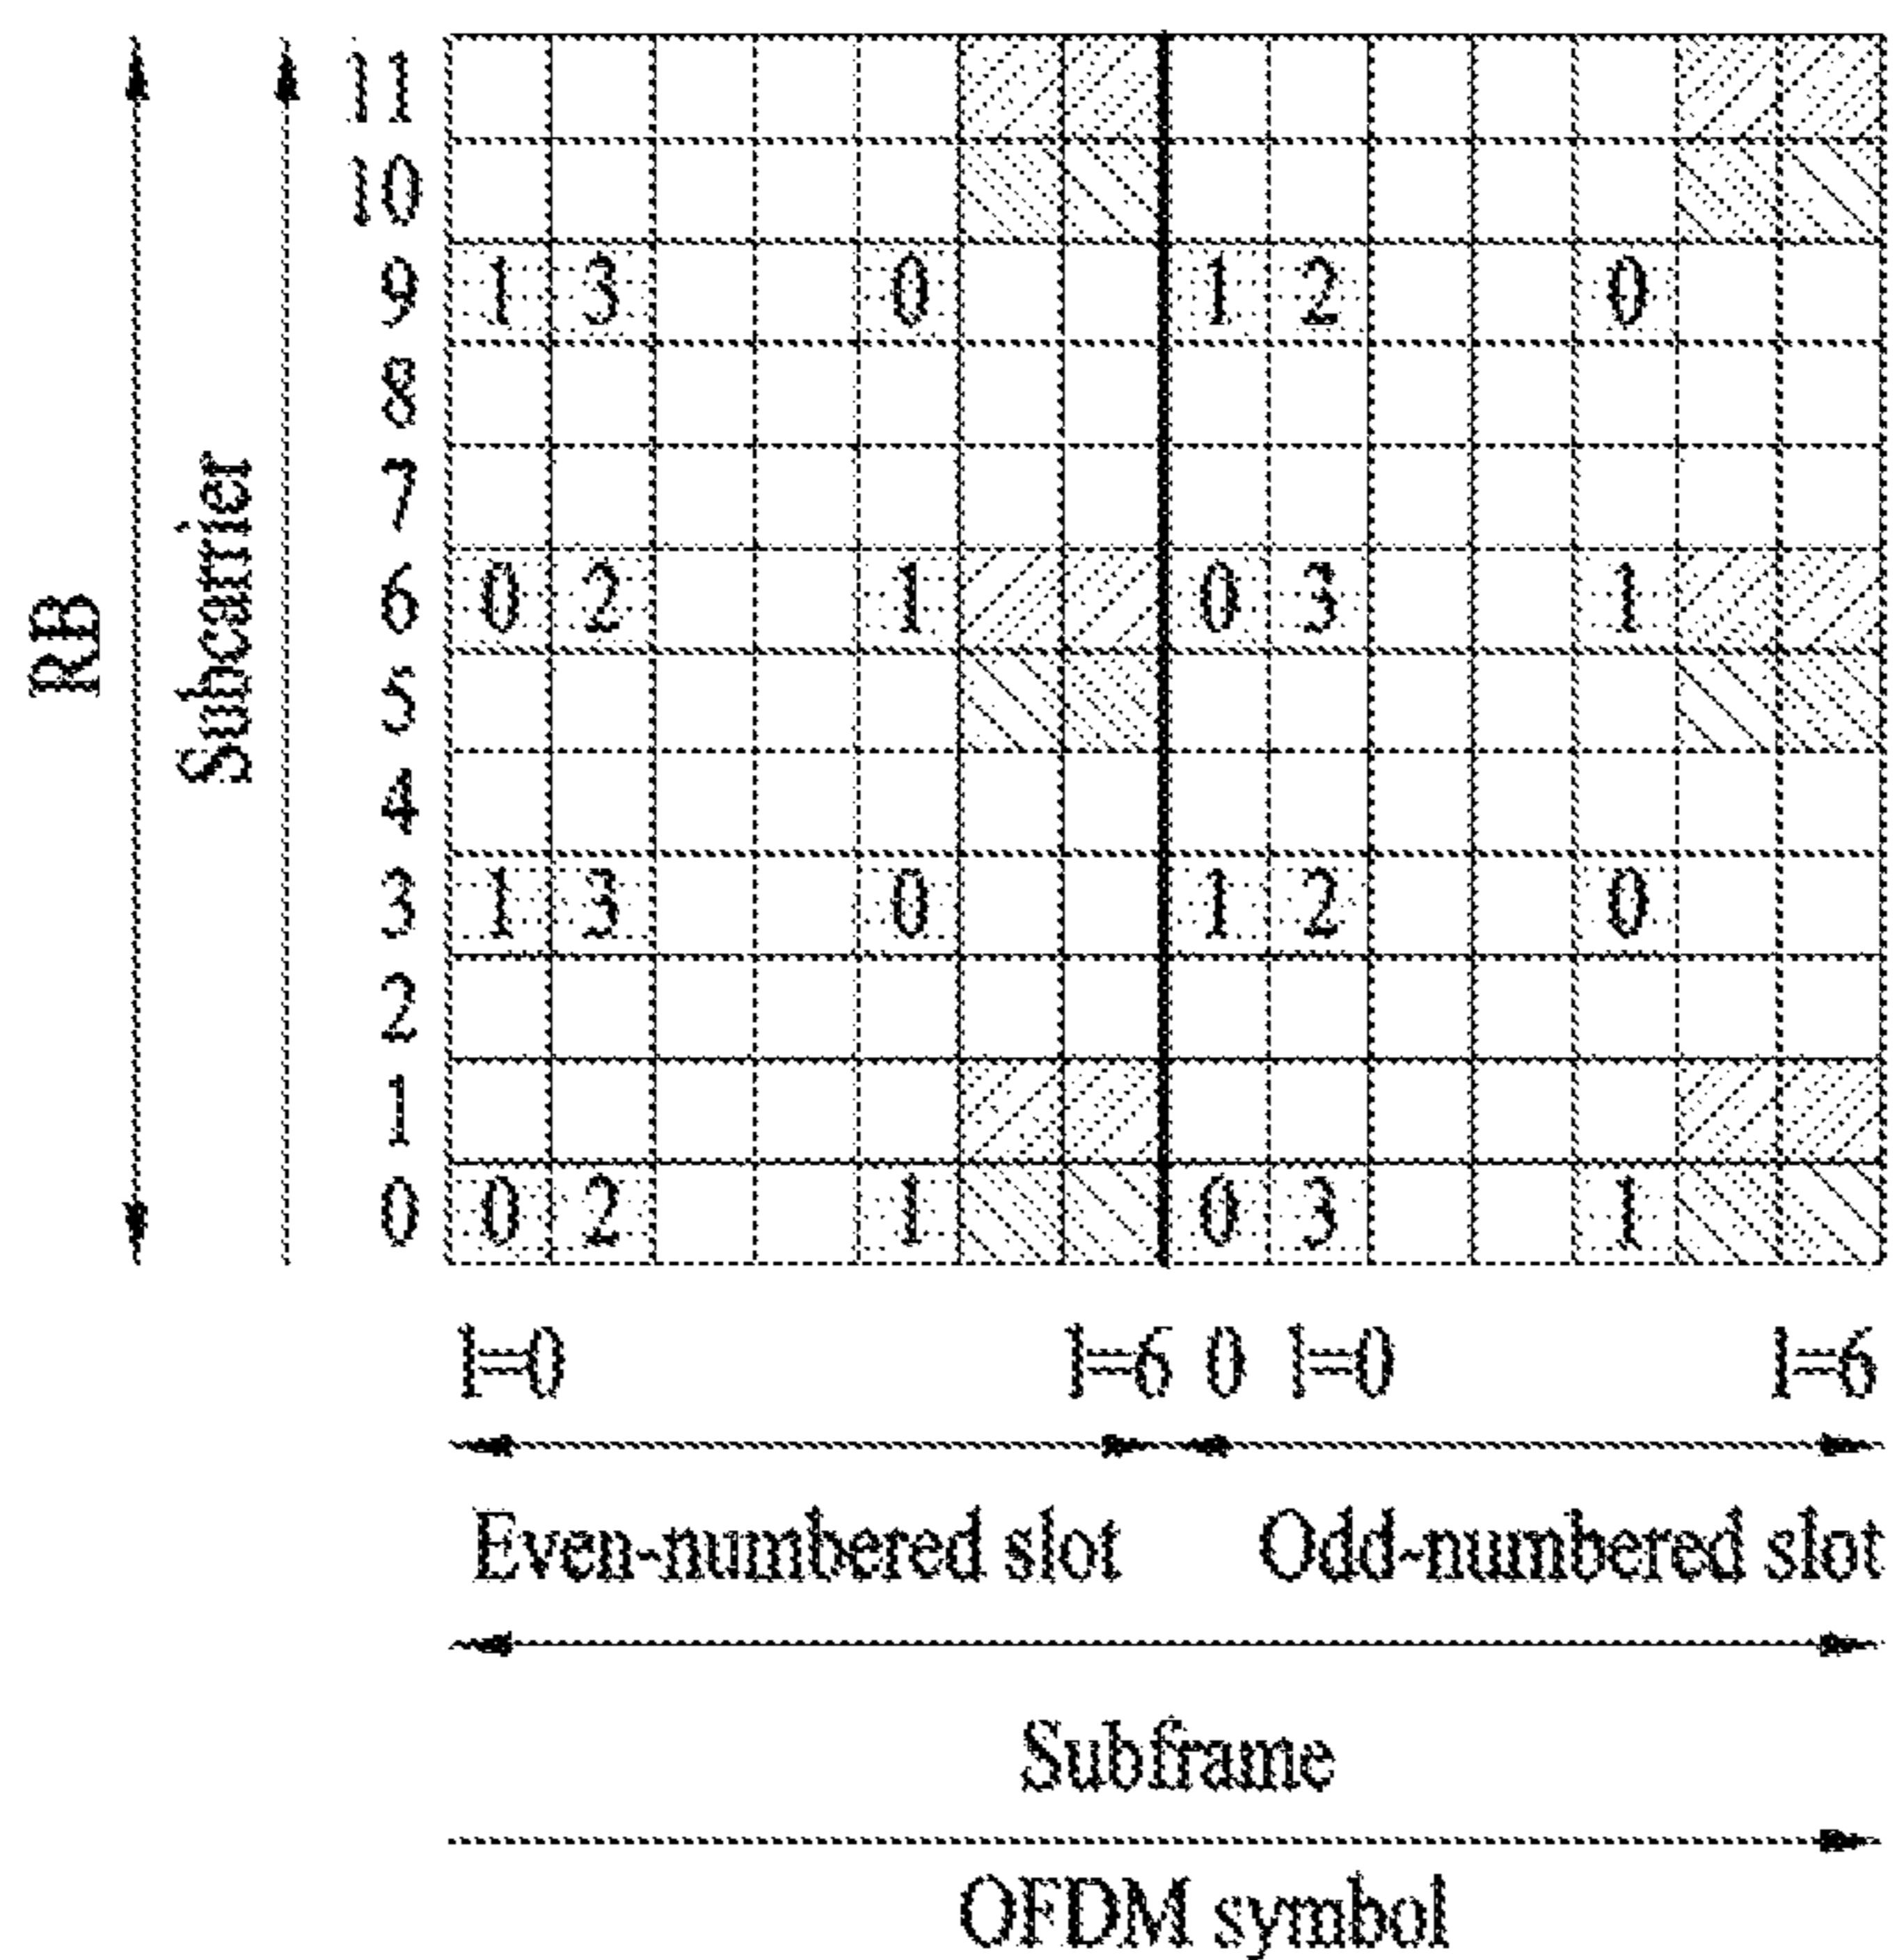 RB
Subcarrier
11
10
9 1 3 0 1 2 0
8
7
6 0 2 1 0 3 1
5
4
3 1 3 0 1 2 0
2
1
0 0 2 1 0 3 1
l=0 l=6 0 l=0 l=6
Even-numbered slot Odd-numbered slot
Subframe
OFDM symbol